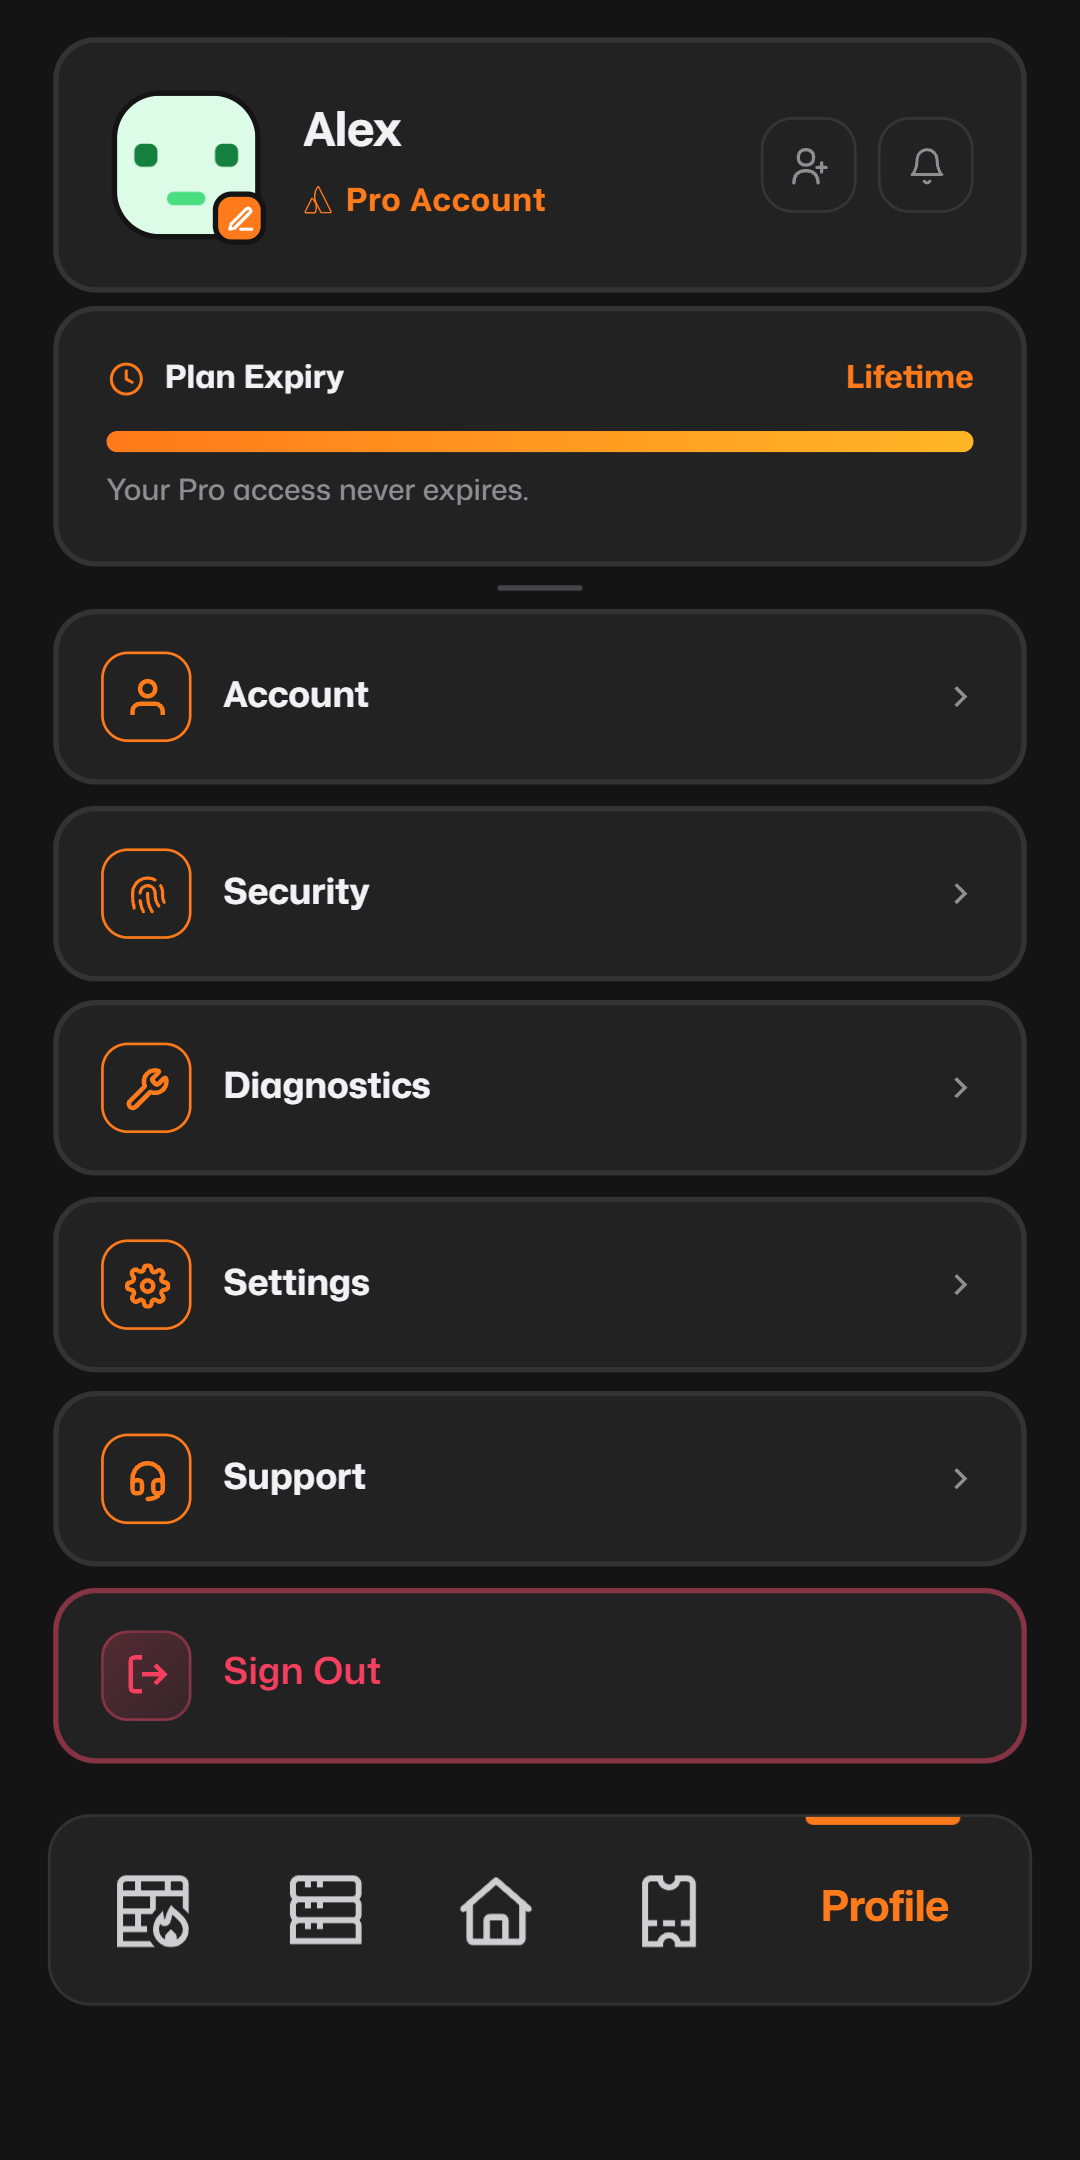 Alex
Pro Account
Plan Expiry
Lifetime
Your Pro access never expires.
Account
Security
Diagnostics
Settings
Support
Sign Out
Profile